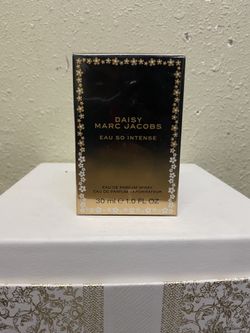 DAISY
MARC JACOBS
EAU SO INTENSE
EAU DE PARFUM SPRAY
EAU DE PARFUM VAPORISATEUR
30 ml ℮ 1.0 FL OZ